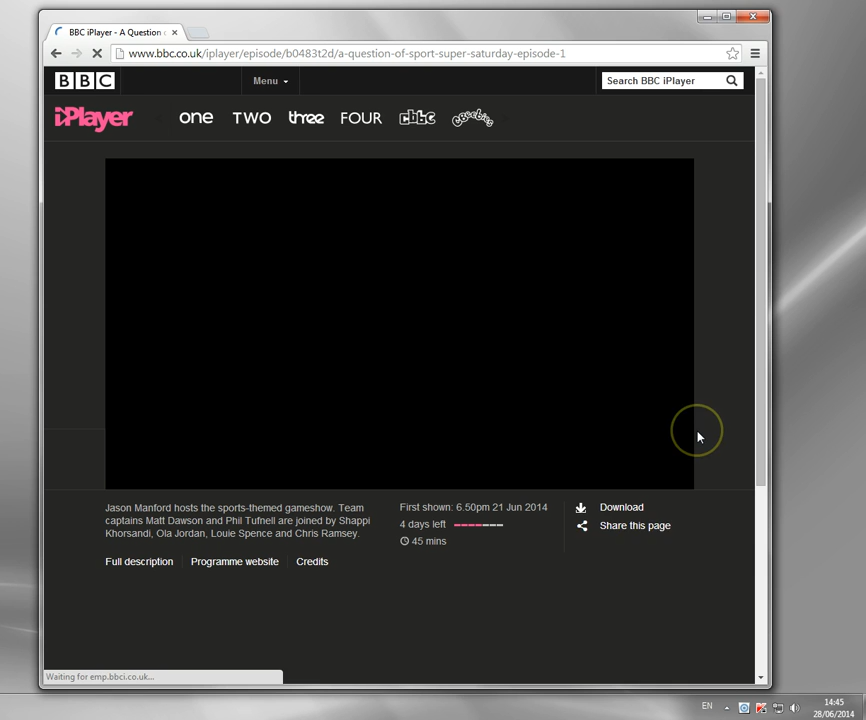 BBC iPlayer - A Question o
www.bbc.co.uk/iplayer/episode/b0483t2d/a-question-of-sport-super-saturday-episode-1
BBC
Menu
Search BBC iPlayer
iPlayer
one
TWO
three
FOUR
cbbc
cbeebies
Jason Manford hosts the sports-themed gameshow. Team
captains Matt Dawson and Phil Tufnell are joined by Shappi
Khorsandi, Ola Jordan, Louie Spence and Chris Ramsey.
First shown: 6.50pm 21 Jun 2014
4 days left
45 mins
Download
Share this page
Full description
Programme website
Credits
Waiting for emp.bbci.co.uk...
EN
14:45
28/06/2014